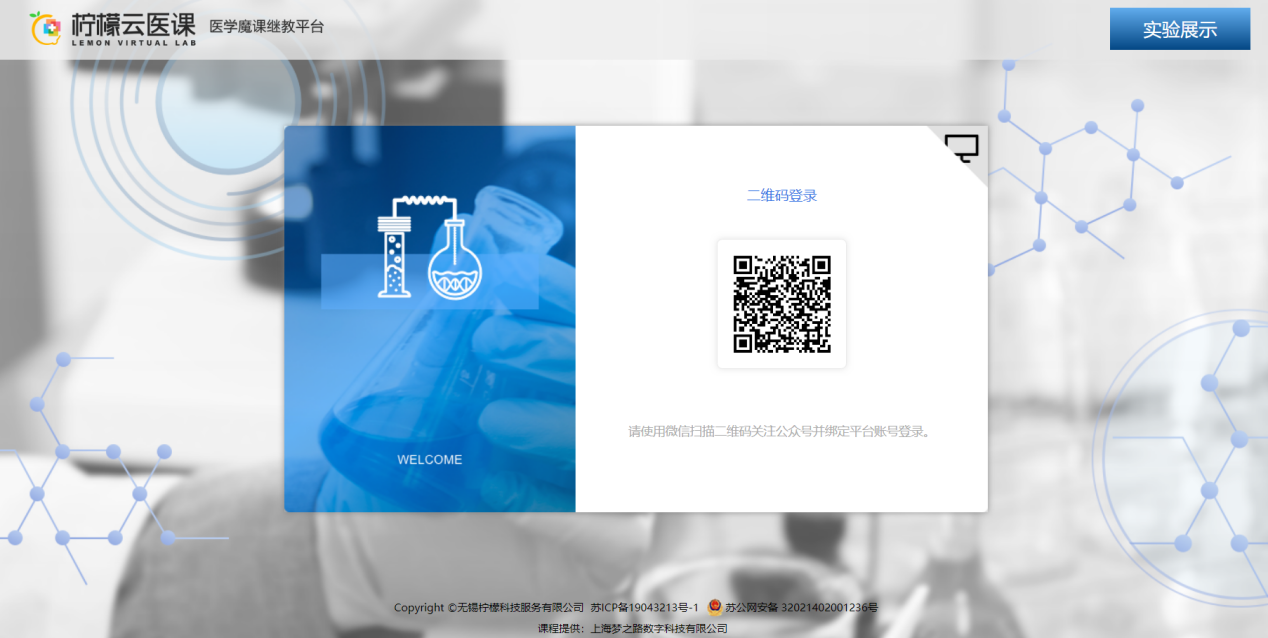 柠檬云医课
LEMON VIRTUAL LAB
医学魔课继教平台
实验展示
二维码登录
请使用微信扫描二维码关注公众号并绑定平台账号登录。
WELCOME
Copyright ©无锡柠檬科技服务有限公司 苏ICP备19043213号-1 苏公网安备 32021402001236号
课程提供：上海梦之路数字科技有限公司